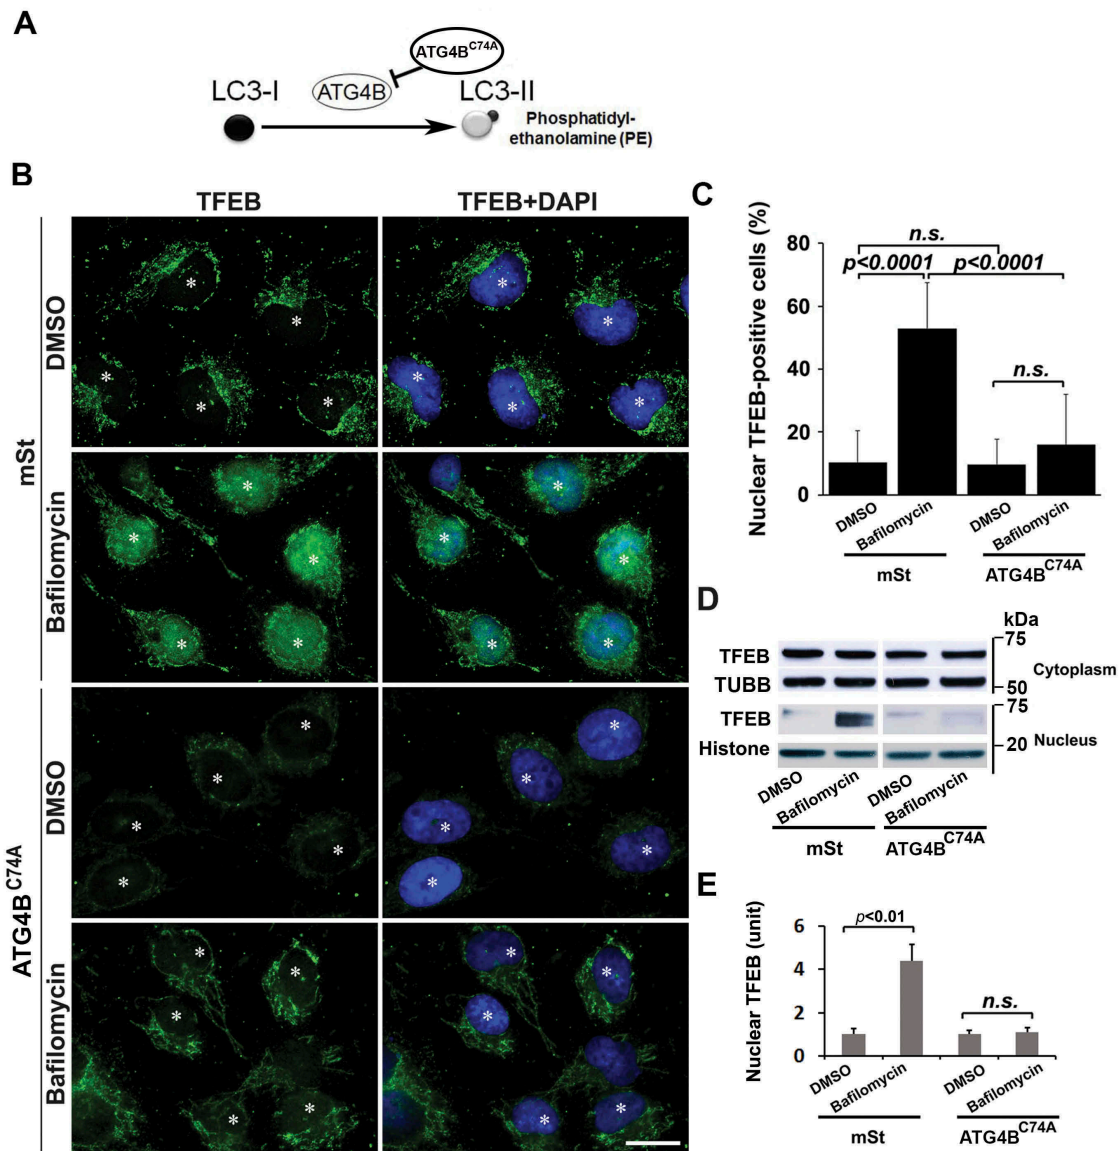 A
ATG4B^C74A
LC3-I
ATG4B
LC3-II
Phosphatidyl-
ethanolamine (PE)
B
TFEB
TFEB+DAPI
mSt
DMSO
Bafilomycin
ATG4B^C74A
DMSO
Bafilomycin
* * * * *
* * * * *
* * * * *
* * * * *
* * * * *
* * * * *
* * * * *
* * * * *
C
Nuclear TFEB-positive cells (%)
80
60
40
20
0
n.s.
p<0.0001
p<0.0001
n.s.
DMSO
Bafilomycin
DMSO
Bafilomycin
mSt
ATG4B^C74A
D
kDa
75
TFEB
Cytoplasm
TUBB
50
75
TFEB
Nucleus
Histone
20
DMSO
Bafilomycin
DMSO
Bafilomycin
mSt
ATG4B^C74A
E
Nuclear TFEB (unit)
6
4
2
0
p<0.01
n.s.
DMSO
Bafilomycin
DMSO
Bafilomycin
mSt
ATG4B^C74A